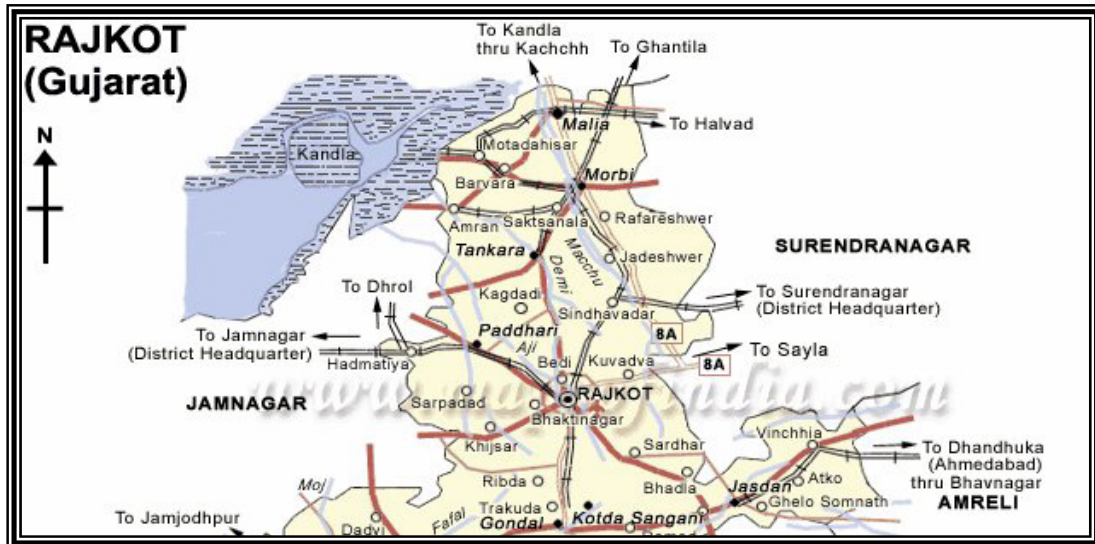 RAJKOT
(Gujarat)
To Kandla
thru Kachchh
To Ghantila
N
Malia
To Halvad
Motadahisar
Kandla
Barvara
Morbi
Amran
Saktsanala
Rafareshwer
Tankara
Macchu
Demi
Jadeshwer
SURENDRANAGAR
To Dhrol
Kagdadi
Sindhavadar
To Surendranagar
(District Headquarter)
To Jamnagar
(District Headquarter)
Paddhari
Aji
8A
Hadmatiya
Bedi
Kuvadva
To Sayla
8A
JAMNAGAR
Sarpadad
RAJKOT
Bhaktinagar
Khijsar
Sardhar
Vinchhia
To Dhandhuka
(Ahmedabad)
thru Bhavnagar
Moj
Ribda
Bhadla
Jasdan
Atko
Ghelo Somnath
AMRELI
To Jamjodhpur
Dadvi
Fafal
Trakuda
Gondal
Kotda Sangani